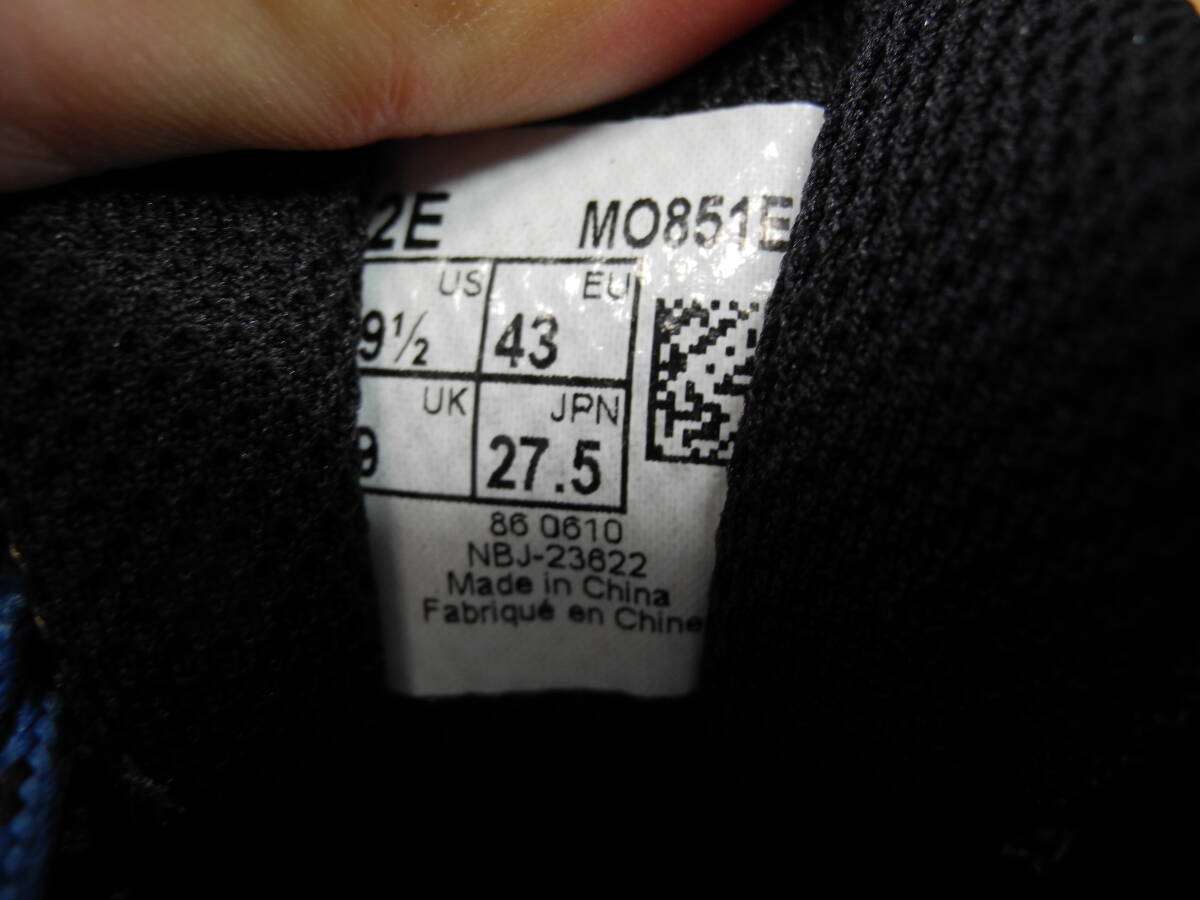 2E MO851E
US EU
9½ 43
UK JPN
9 27.5
86 0610
NBJ-23622
Made in China
Fabriqué en Chine